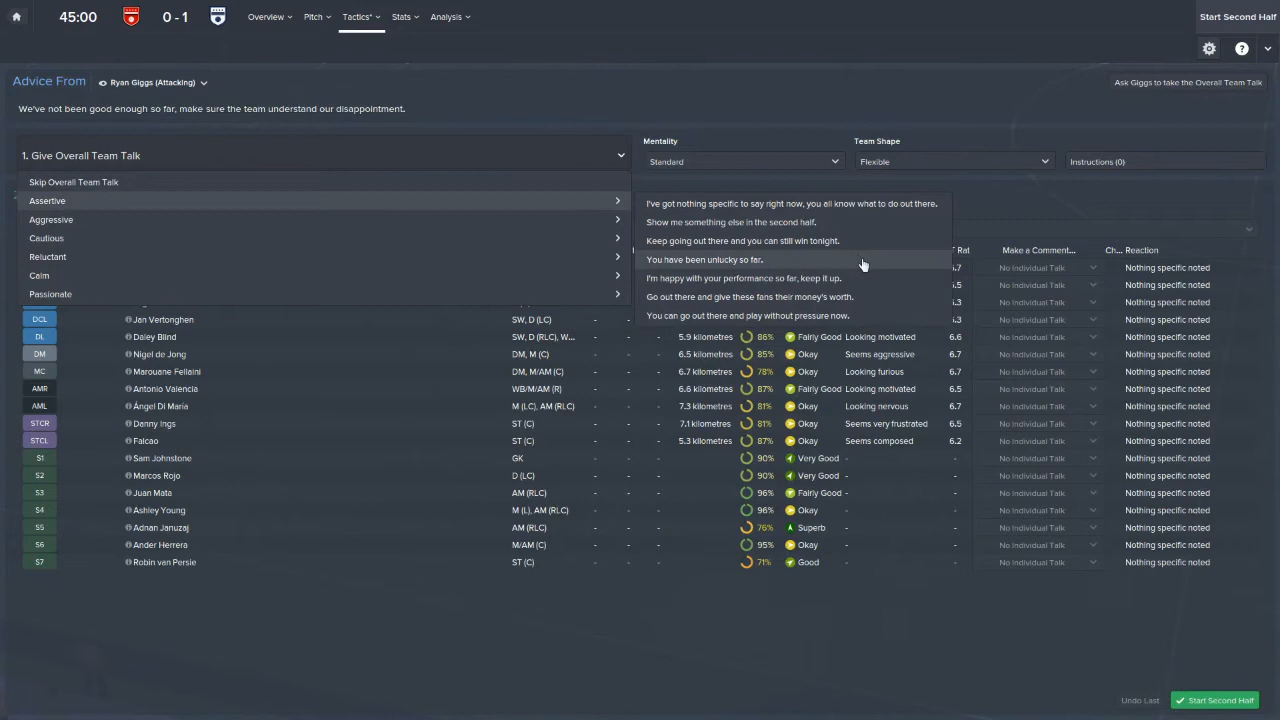 45:00 0 - 1 Overview Pitch Tactics* Stats Analysis Start Second Half
?
Advice From Ryan Giggs (Attacking) Ask Giggs to take the Overall Team Talk
We've not been good enough so far, make sure the team understand our disappointment.
Mentality Team Shape
1. Give Overall Team Talk Standard Flexible Instructions (0)
Skip Overall Team Talk
Assertive I've got nothing specific to say right now, you all know what to do out there.
Aggressive Show me something else in the second half.
Cautious Keep going out there and you can still win tonight.
Rat Make a Comment... Ch... Reaction
Reluctant You have been unlucky so far.
.7 No Individual Talk Nothing specific noted
Calm I'm happy with your performance so far, keep it up.
.5 No Individual Talk Nothing specific noted
Passionate Go out there and give these fans their money's worth.
.3 No Individual Talk Nothing specific noted
You can go out there and play without pressure now.
DCL Jan Vertonghen SW, D (LC) - - - .3 No Individual Talk Nothing specific noted
DL Daley Blind SW, D (RLC), W... - - - 5.9 kilometres 86% Fairly Good Looking motivated 6.6 No Individual Talk Nothing specific noted
DM Nigel de Jong DM, M (C) - - - 6.5 kilometres 85% Okay Seems aggressive 6.7 No Individual Talk Nothing specific noted
MC Marouane Fellaini DM, M/AM (C) - - - 6.7 kilometres 78% Okay Looking furious 6.7 No Individual Talk Nothing specific noted
AMR Antonio Valencia WB/M/AM (R) - - - 6.6 kilometres 87% Fairly Good Looking motivated 6.5 No Individual Talk Nothing specific noted
AML Ángel Di María M (LC), AM (RLC) - - - 7.3 kilometres 81% Okay Looking nervous 6.7 No Individual Talk Nothing specific noted
STCR Danny Ings ST (C) - - - 7.1 kilometres 81% Okay Seems very frustrated 6.5 No Individual Talk Nothing specific noted
STCL Falcao ST (C) - - - 5.3 kilometres 87% Okay Seems composed 6.2 No Individual Talk Nothing specific noted
S1 Sam Johnstone GK - - - 90% Very Good - - No Individual Talk Nothing specific noted
S2 Marcos Rojo D (LC) - - - 90% Very Good - - No Individual Talk Nothing specific noted
S3 Juan Mata AM (RLC) - - - 96% Fairly Good - - No Individual Talk Nothing specific noted
S4 Ashley Young M (L), AM (RLC) - - - 96% Okay - - No Individual Talk Nothing specific noted
S5 Adnan Januzaj AM (RLC) - - - 76% Superb - - No Individual Talk Nothing specific noted
S6 Ander Herrera M/AM (C) - - - 95% Okay - - No Individual Talk Nothing specific noted
S7 Robin van Persie ST (C) - - - 71% Good - - No Individual Talk Nothing specific noted
Undo Last Start Second Half